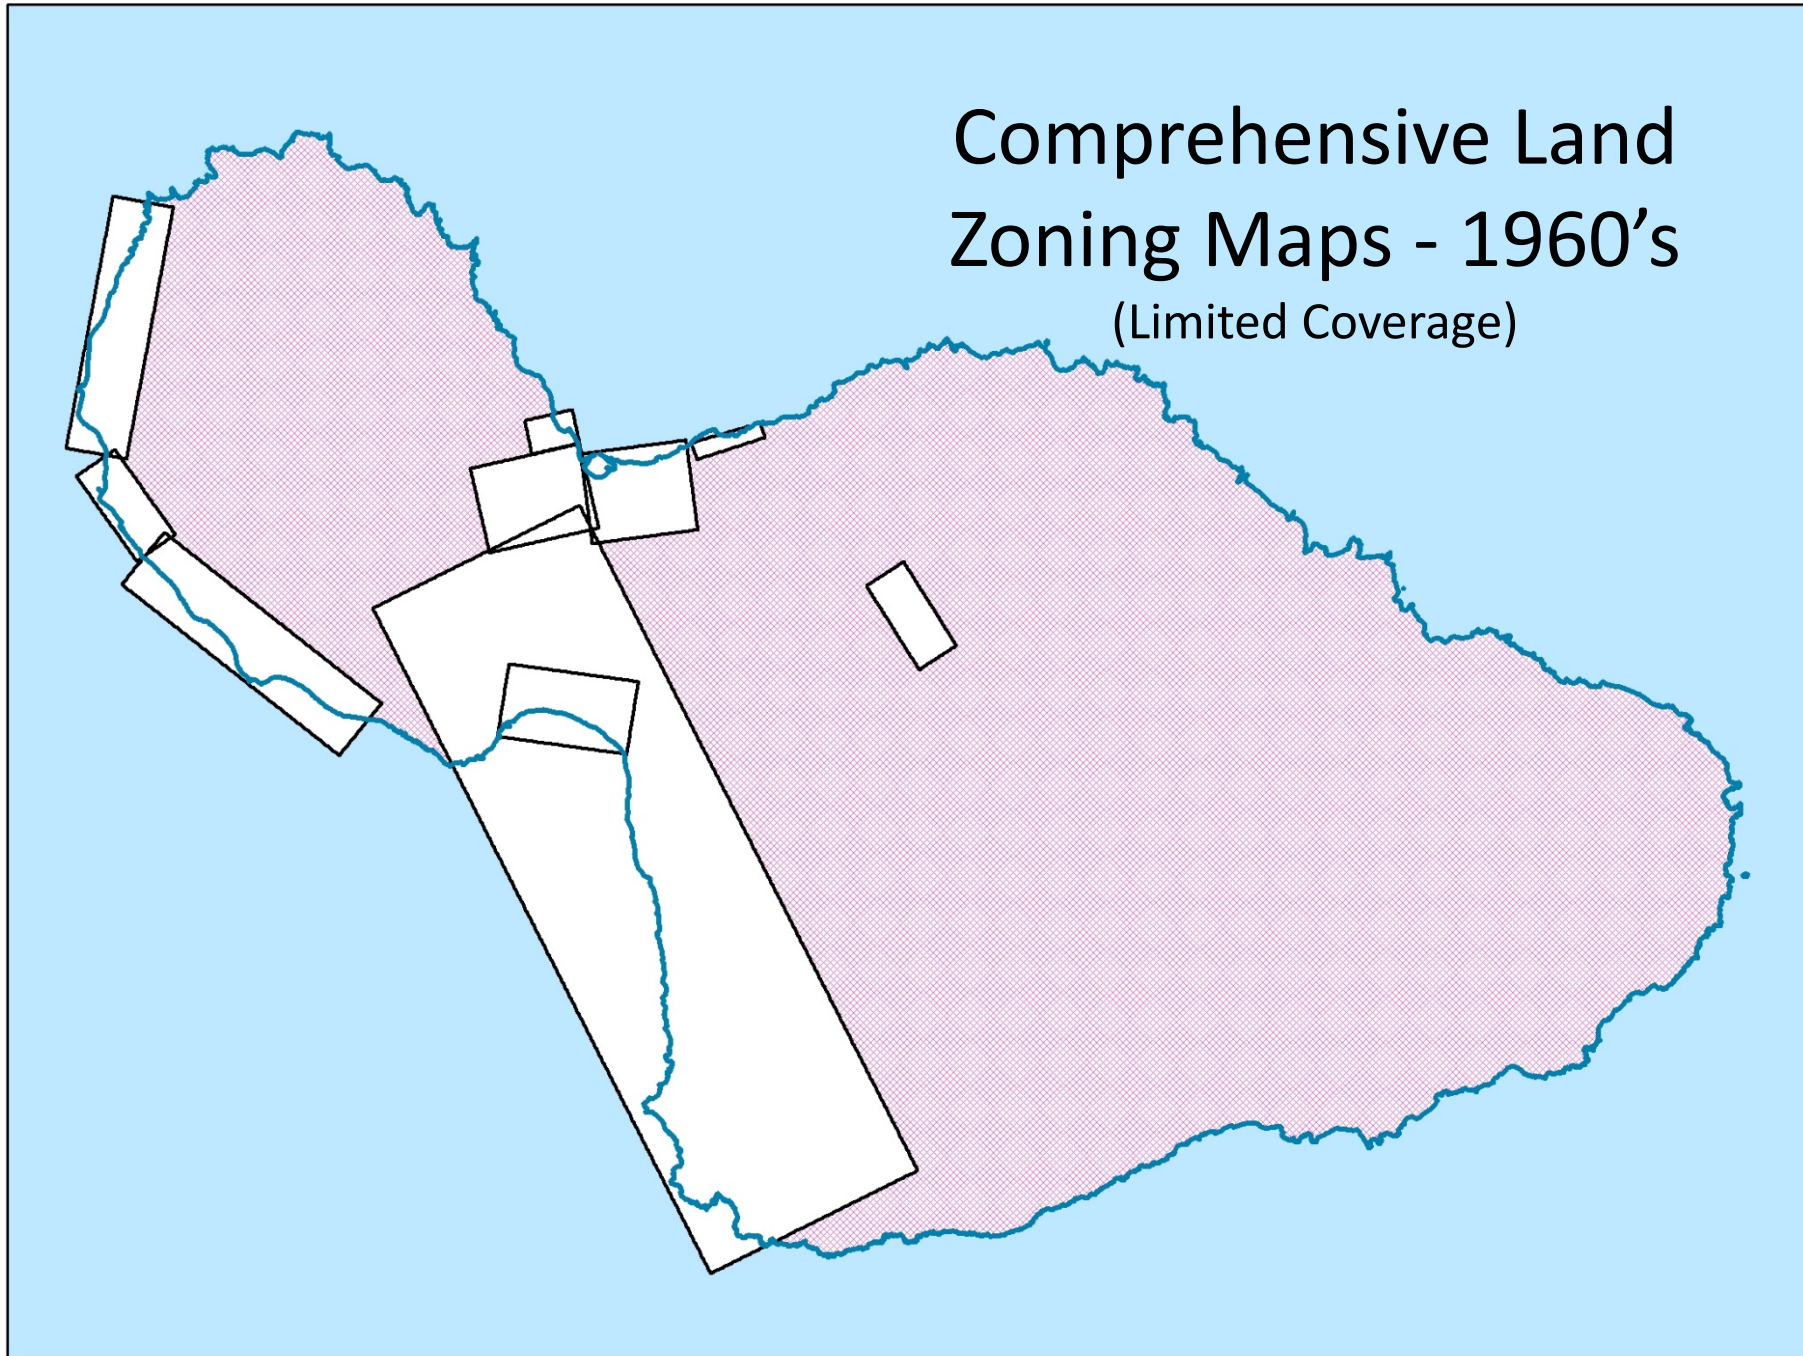 Comprehensive Land
Zoning Maps - 1960’s
(Limited Coverage)